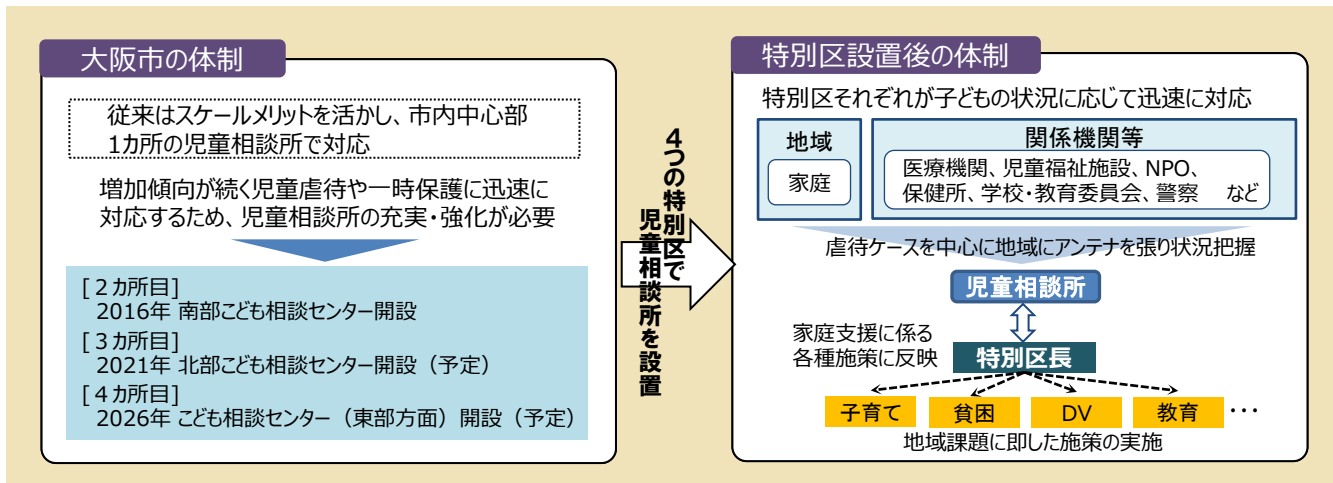 大阪市の体制
従来はスケールメリットを活かし、市内中心部
1カ所の児童相談所で対応
増加傾向が続く児童虐待や一時保護に迅速に
対応するため、児童相談所の充実・強化が必要
[２カ所目]
2016年 南部こども相談センター開設
[３カ所目]
2021年 北部こども相談センター開設（予定）
[４カ所目]
2026年 こども相談センター（東部方面）開設（予定）
４つの特別区で
児童相談所を設置
特別区設置後の体制
特別区それぞれが子どもの状況に応じて迅速に対応
地域
家庭
関係機関等
医療機関、児童福祉施設、NPO、
保健所、学校・教育委員会、警察　など
虐待ケースを中心に地域にアンテナを張り状況把握
児童相談所
家庭支援に係る
各種施策に反映
特別区長
子育て 貧困 DV 教育 ・・・
地域課題に即した施策の実施